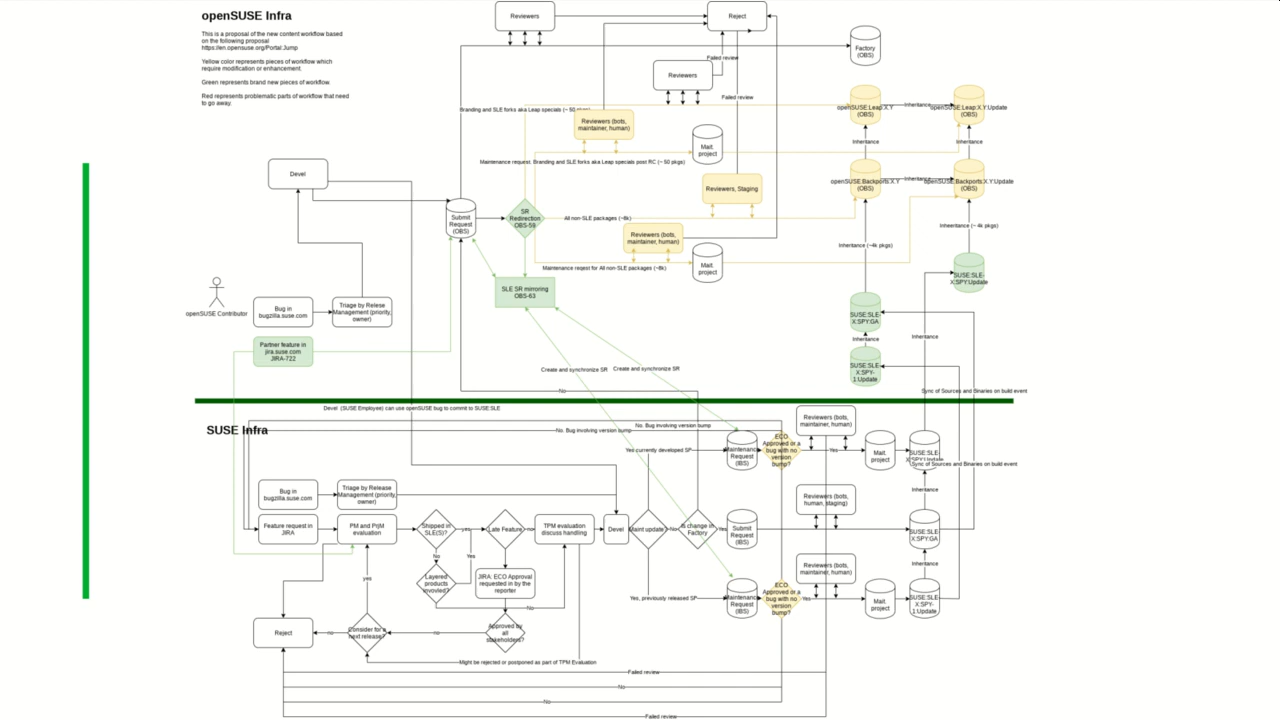 openSUSE Infra
This is a proposal of the new content workflow based
on the following proposal
https://en.opensuse.org/Portal:Jump
Yellow color represents pieces of workflow which
require modification or enhancement.
Green represents brand new pieces of workflow.
Red represents problematic parts of workflow that need
to go away.
Reviewers
Reject
Factory
(OBS)
Failed review
Reviewers
Failed review
Branding and SLE forks aka Leap specials (~ 50 pkgs)
Reviewers (bots,
maintainer, human)
openSUSE:Leap:X.Y
(OBS)
Inheritance
openSUSE:Leap:X.Y:Update
(OBS)
Mait.
project
Inheritance
Inheritance
Maintenance request. Branding and SLE forks aka Leap specials post RC (~ 50 pkgs)
Devel
Reviewers, Staging
openSUSE:Backports:X.Y
(OBS)
Inheritance
openSUSE:Backports:X.Y:Update
(OBS)
Submit
Request
(OBS)
SR
Redirection
OBS-59
All non-SLE packages (~8k)
Reviewers (bots,
maintainer, human)
Inheritance (~4k pkgs)
Inheeritance (~ 4k pkgs)
Maintenance reqest for All non-SLE packages (~8k)
Mait.
project
SUSE:SLE-
X:SPY:Update
SLE SR mirroring
OBS-63
openSUSE Contributor
Bug in
bugzilla.suse.com
Triage by Relese
Management (priority,
owner)
SUSE:SLE-
X:SPY:GA
Inheritance
Inheritance
Partner feature in
jira.suse.com
JIRA-722
SUSE:SLE-
X:SPY-
1:Update
Create and synchronize SR
Create and synchronize SR
No
Sync of Sources and Binaries on build event
Devel (SUSE Employee) can use openSUSE bug to commit to SUSE:SLE
SUSE Infra
No. Bug involving version bump
No. Bug involving version bump
Reviewers (bots,
maintainer, human)
Yes currently developed SP
Maintenance
Request
(IBS)
ECO
Approved or a
bug with no
version
bump?
Yes
Mait.
project
SUSE:SLE-
X:SPY:Update
Sync of Sources and Binaries on build event
Bug in
bugzilla.suse.com
Triage by Release
Management (priority,
owner)
Inheritance
Reviewers (bots,
human, staging)
Feature request in
JIRA
PM and PrjM
evaluation
Shipped in
SLE(S)?
yes
Late Feature
no
TPM evaluation
discuss handling
Devel
Maint update
No
Is change in
Factory
Yes
Submit
Request
(IBS)
SUSE:SLE-
X:SPY:GA
No
Yes
Inheritance
Layered
products
invovled?
JIRA: ECO Approval
requested in by the
reporter
Reviewers (bots,
maintainer, human)
yes
Yes, previously released SP
Maintenance
Request
(IBS)
ECO
Approved or a
bug with no
version
bump?
Yes
Mait.
project
SUSE:SLE-
X:SPY-
1:Update
No
Reject
no
Consider for a
next release?
no
Approved by
all
stakeholders?
Might be rejected or postponed as part of TPM Evaluation
Failed review
No
No
Failed review